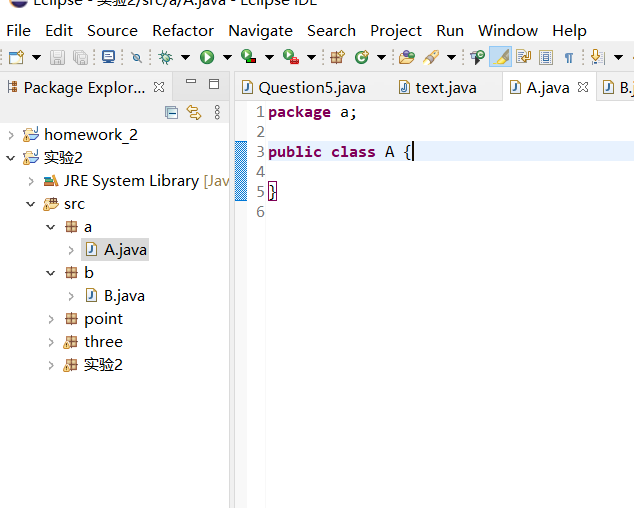 Eclipse - 实验2/src/a/A.java - Eclipse IDE
File Edit Source Refactor Navigate Search Project Run Window Help
Package Explor...
Question5.java text.java A.java B.j
homework_2
实验2
JRE System Library [Jav
src
a
A.java
b
B.java
point
three
实验2
1 package a;
2
3 public class A {
4
5 }
6